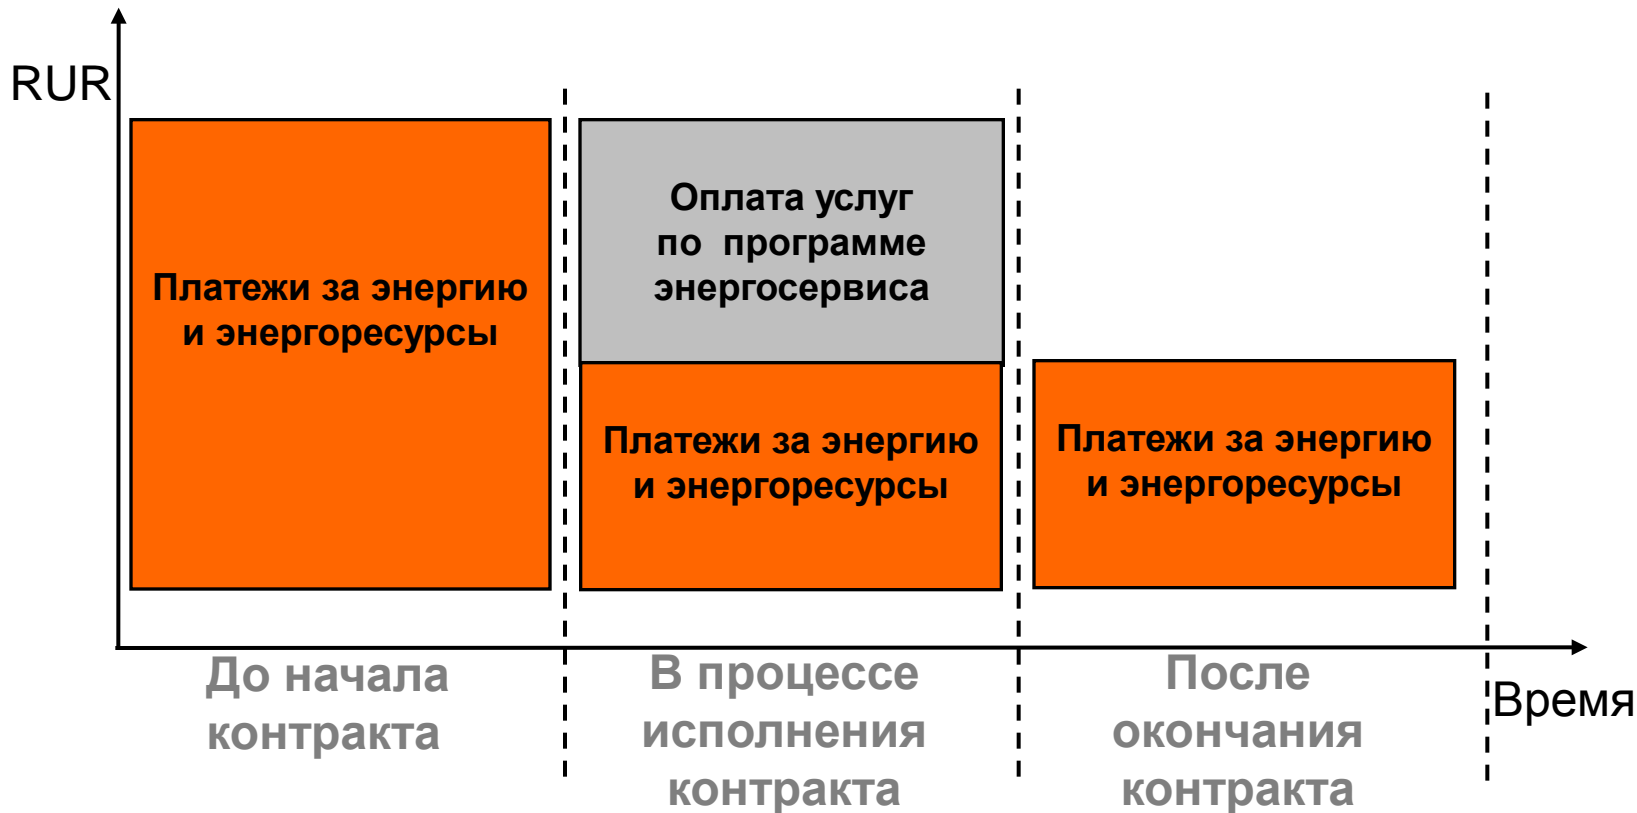 RUR
Платежи за энергию
и энергоресурсы
Оплата услуг
по программе
энергосервиса
Платежи за энергию
и энергоресурсы
Платежи за энергию
и энергоресурсы
До начала
контракта
В процессе
исполнения
контракта
После
окончания
контракта
Время